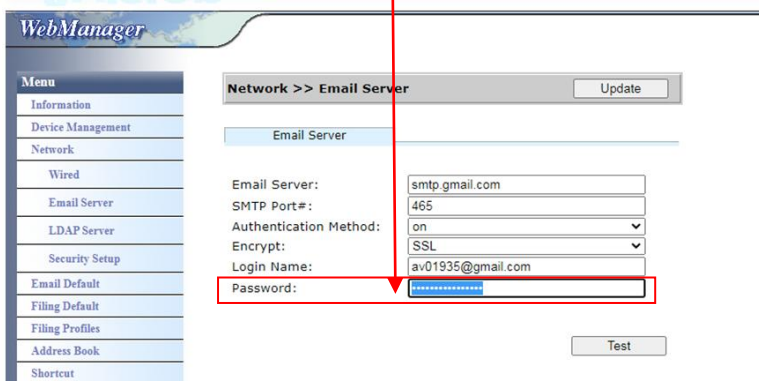 WebManager
Menu
Information
Device Management
Network
Wired
Email Server
LDAP Server
Security Setup
Email Default
Filing Default
Filing Profiles
Address Book
Shortcut
Network >> Email Server
Update
Email Server
Email Server: smtp.gmail.com
SMTP Port#: 465
Authentication Method: on
Encrypt: SSL
Login Name: av01935@gmail.com
Password: ••••••••••••••••
Test